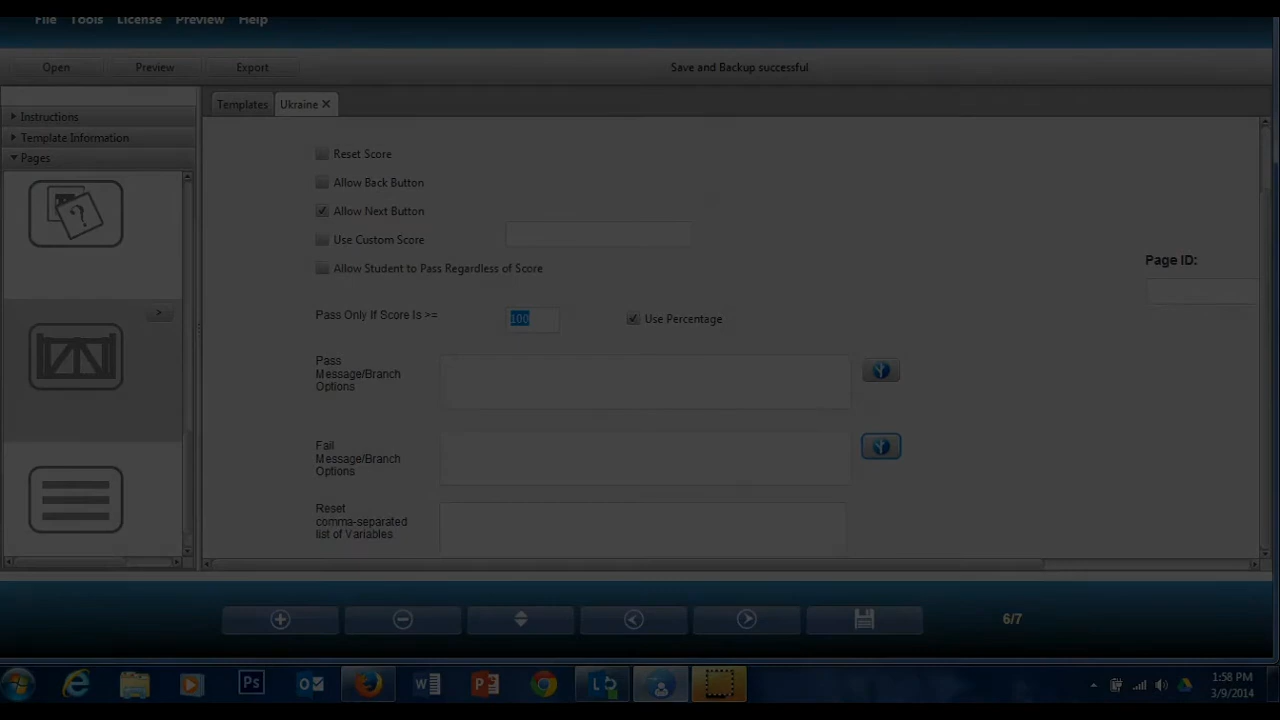 File Tools License Preview Help
Open Preview Export Save and Backup successful
Templates Ukraine
Instructions
Template Information
Pages
Reset Score
Allow Back Button
Allow Next Button
Use Custom Score
Allow Student to Pass Regardless of Score
Page ID:
Pass Only If Score Is >= 100 Use Percentage
Pass
Message/Branch
Options
Fail
Message/Branch
Options
Reset
comma-separated
list of Variables
6/7
Ps
1:58 PM
3/9/2014